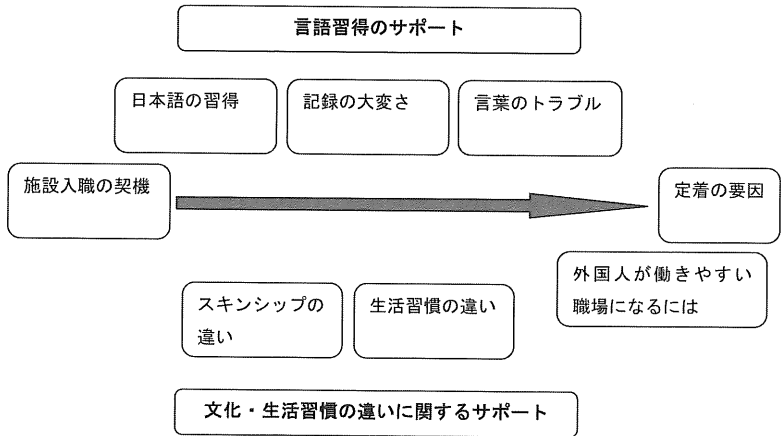 言語習得のサポート
日本語の習得
記録の大変さ
言葉のトラブル
施設入職の契機
定着の要因
外国人が働きやすい
職場になるには
スキンシップの
違い
生活習慣の違い
文化・生活習慣の違いに関するサポート